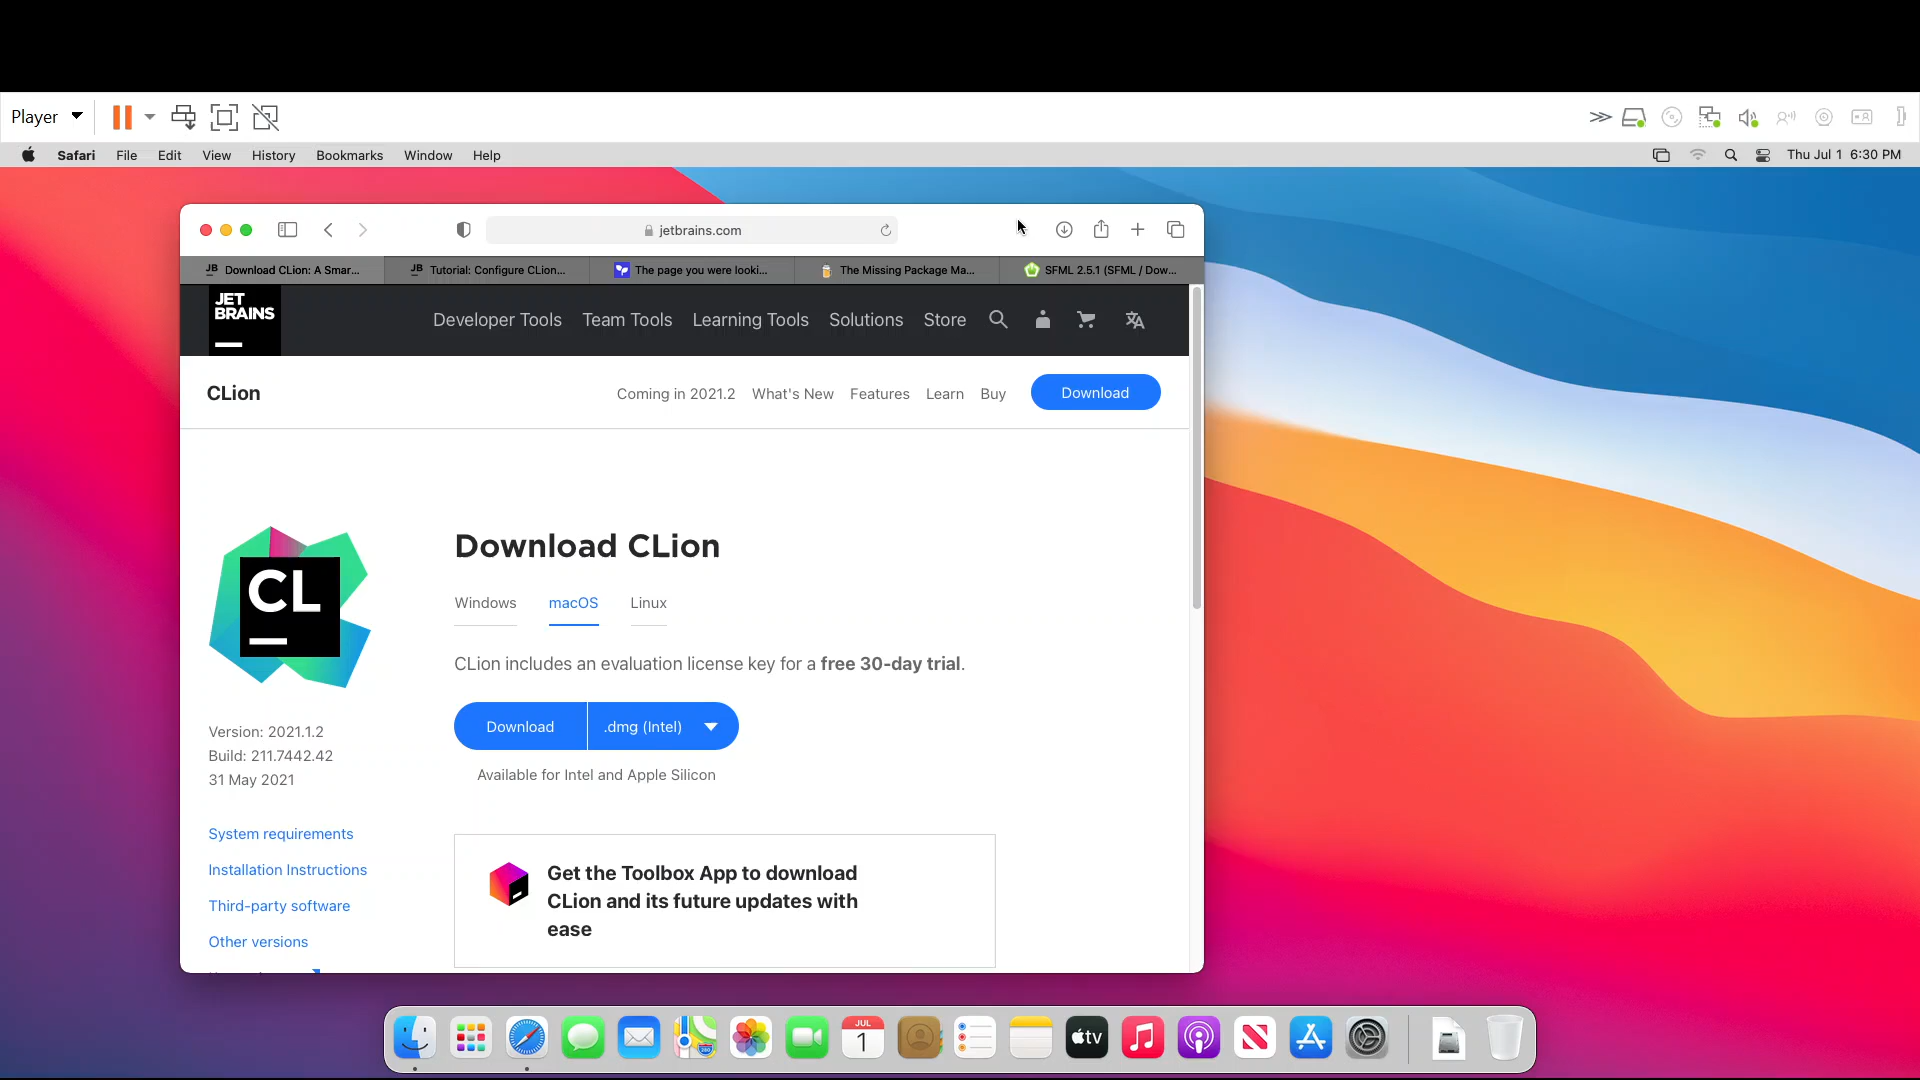 Player
Safari File Edit View History Bookmarks Window Help Thu Jul 1 6:30 PM
jetbrains.com
JB Download CLion: A Smar... JB Tutorial: Configure CLion... The page you were looki... The Missing Package Ma... SFML 2.5.1 (SFML / Dow...
JET
BRAINS
Developer Tools Team Tools Learning Tools Solutions Store
CLion Coming in 2021.2 What's New Features Learn Buy Download
Download CLion
CL
Windows macOS Linux
CLion includes an evaluation license key for a free 30-day trial.
Download .dmg (Intel)
Available for Intel and Apple Silicon
Version: 2021.1.2
Build: 211.7442.42
31 May 2021
System requirements
Installation Instructions
Third-party software
Other versions
Get the Toolbox App to download
CLion and its future updates with
ease
JUL
1
tv